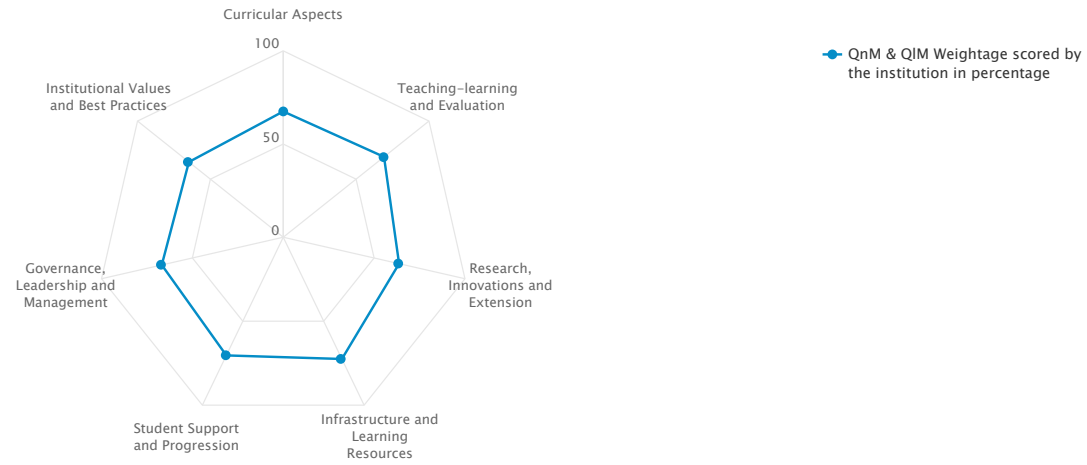 Curricular Aspects
100
50
0
Teaching-learning
and Evaluation
Research,
Innovations and
Extension
Infrastructure and
Learning
Resources
Student Support
and Progression
Governance,
Leadership and
Management
Institutional Values
and Best Practices
QnM & QlM Weightage scored by
the institution in percentage